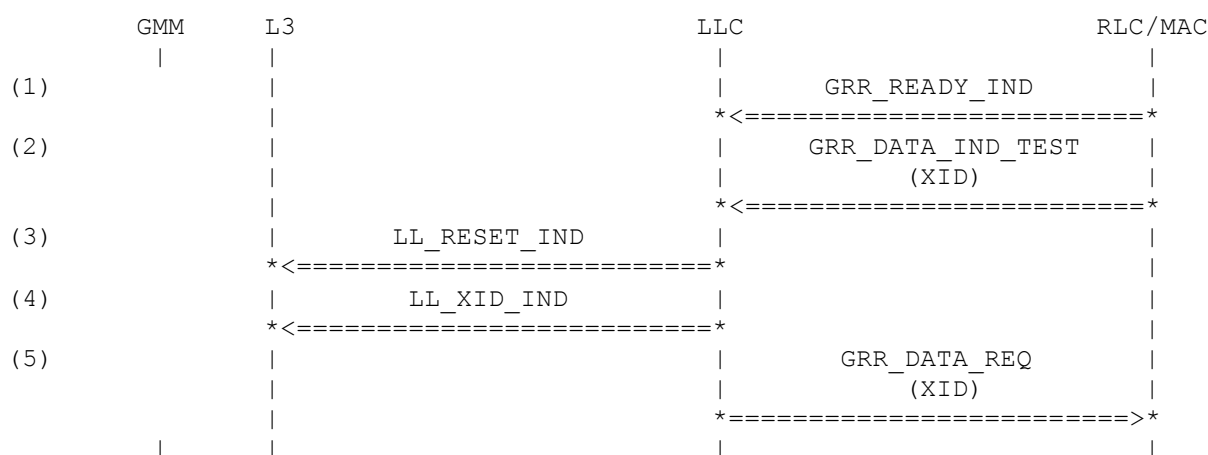 GMM L3 LLC RLC/MAC
| | | |
(1) | | GRR_READY_IND |
| *<=========================*
(2) | | GRR_DATA_IND_TEST |
| | (XID) |
| *<=========================*
(3) | LL_RESET_IND | |
*<==========================* |
(4) | LL_XID_IND | |
*<==========================* |
(5) | | GRR_DATA_REQ |
| | (XID) |
| *=========================>*
| | | |